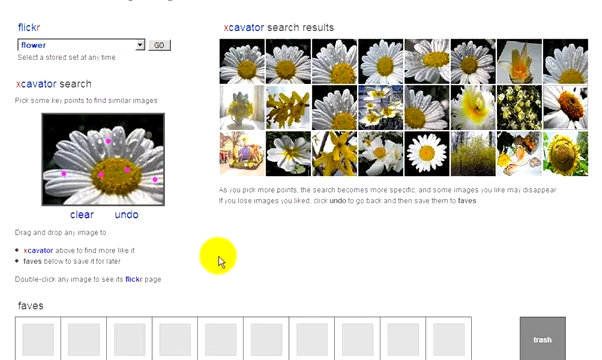 flickr
flower
GO
Select a stored set at any time
xcavator search
Pick some key points to find similar images
clear undo
Drag and drop any image to
xcavator above to find more like it
faves below to save it for later
Double-click any image to see its flickr page
xcavator search results
As you pick more points, the search becomes more specific, and some images you like may disappear.
If you lose images you liked, click undo to go back and then save them to faves
faves
trash